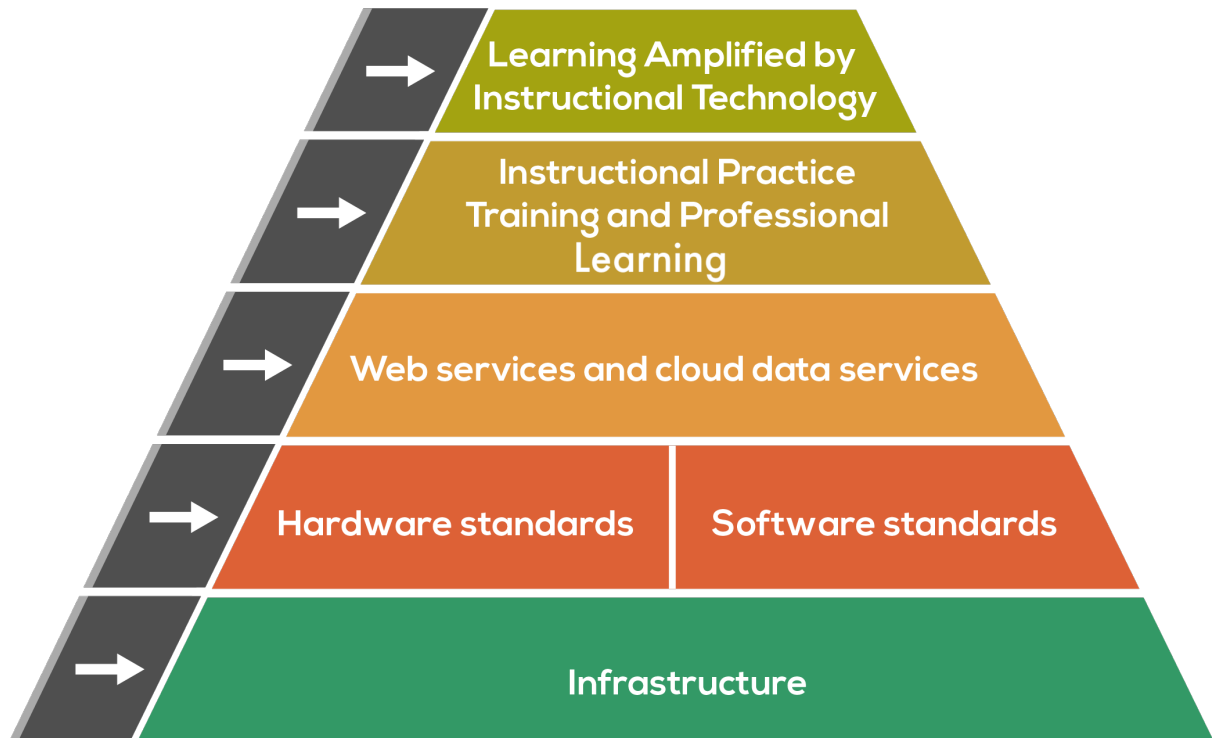 Learning Amplified by
Instructional Technology
Instructional Practice
Training and Professional
Learning
Web services and cloud data services
Hardware standards
Software standards
Infrastructure